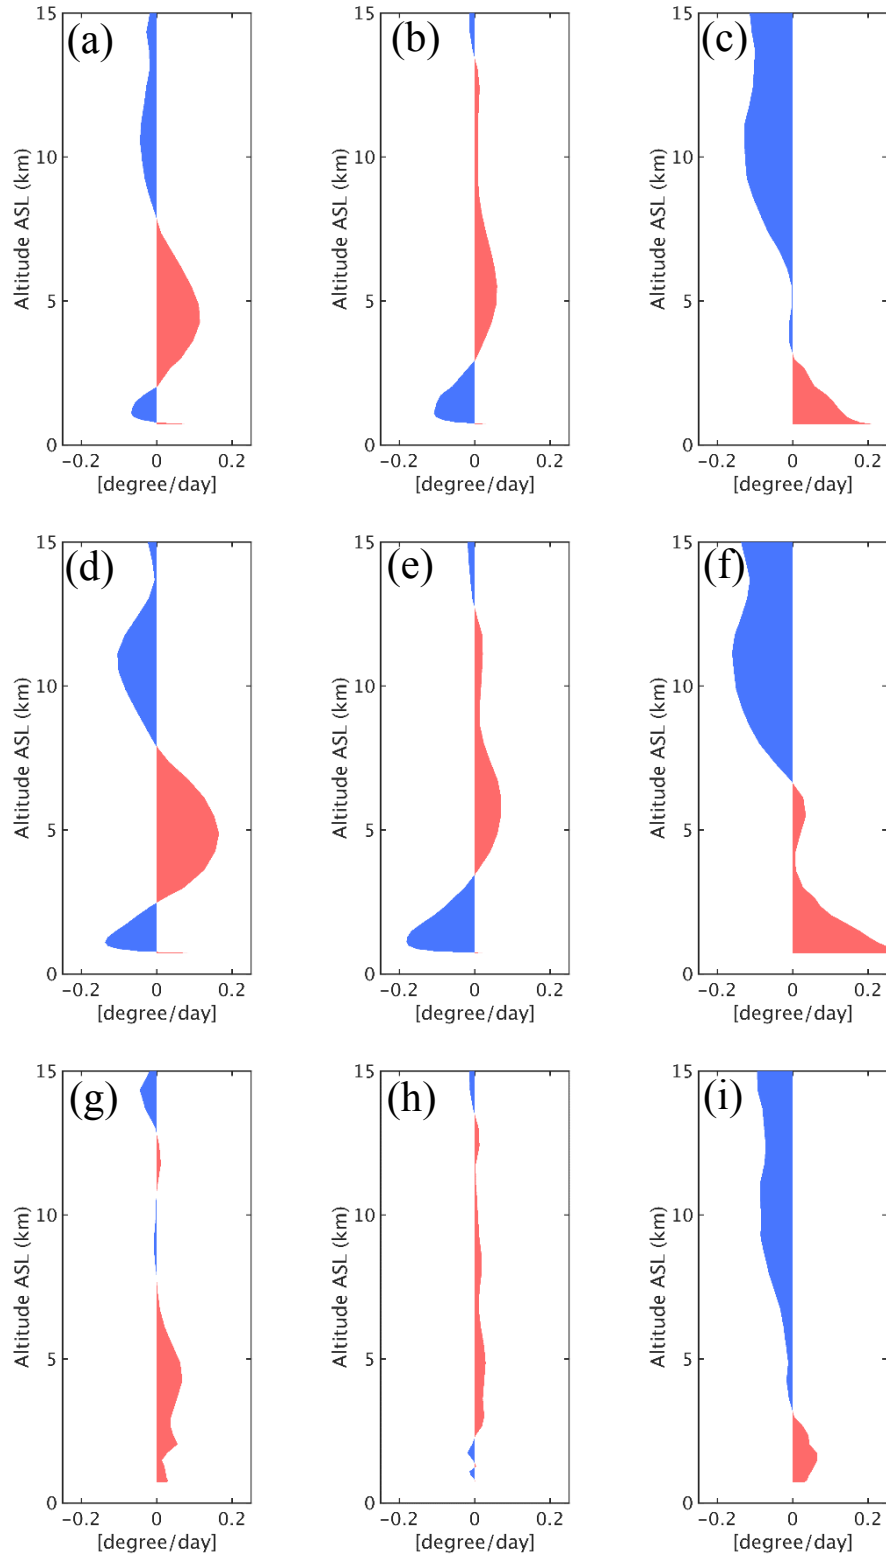 15 (a) 15 (b) 15 (c)
Altitude ASL (km) Altitude ASL (km) Altitude ASL (km)
10 10 10
5 5 5
0 0 0
−0.2 0 0.2 −0.2 0 0.2 −0.2 0 0.2
[degree/day] [degree/day] [degree/day]
15 (d) 15 (e) 15 (f)
Altitude ASL (km) Altitude ASL (km) Altitude ASL (km)
10 10 10
5 5 5
0 0 0
−0.2 0 0.2 −0.2 0 0.2 −0.2 0 0.2
[degree/day] [degree/day] [degree/day]
15 (g) 15 (h) 15 (i)
Altitude ASL (km) Altitude ASL (km) Altitude ASL (km)
10 10 10
5 5 5
0 0 0
−0.2 0 0.2 −0.2 0 0.2 −0.2 0 0.2
[degree/day] [degree/day] [degree/day]